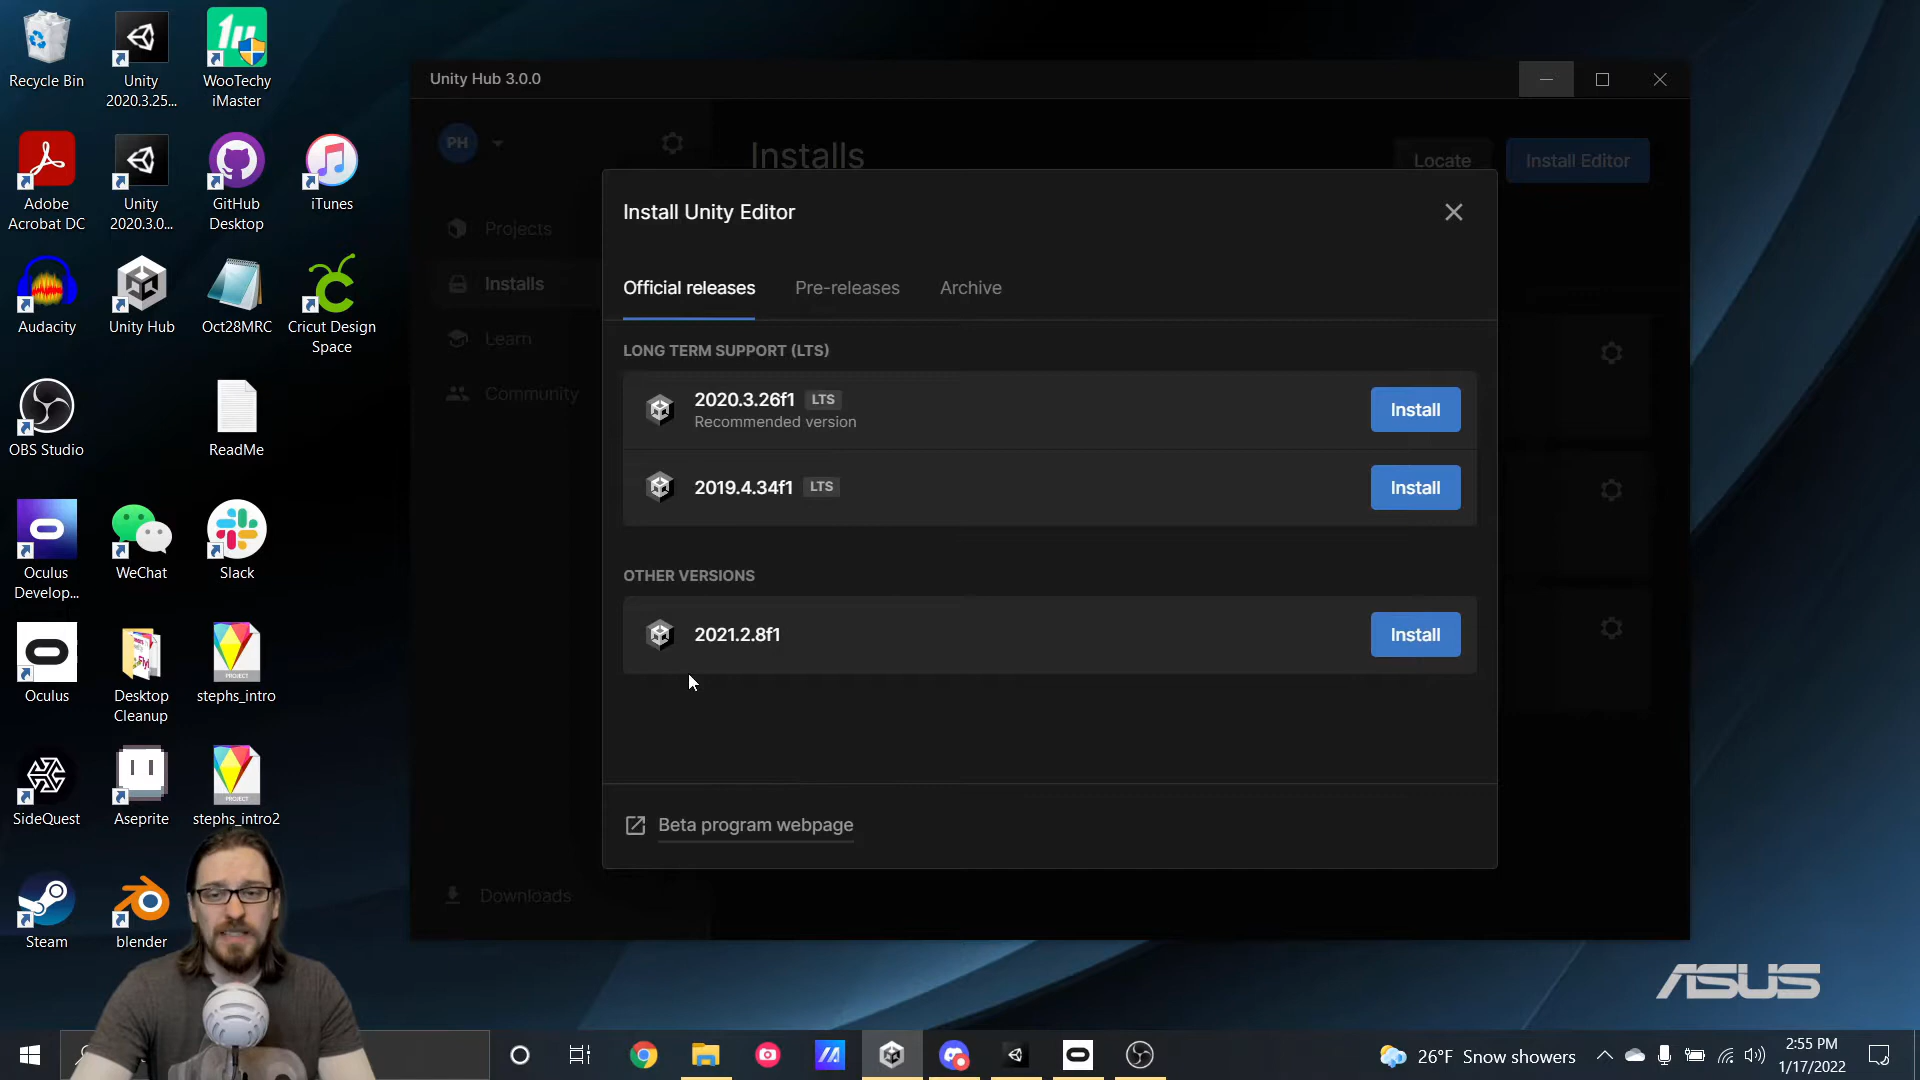 Recycle Bin
Unity
2020.3.25...
WooTechy
iMaster
Adobe
Acrobat DC
Unity
2020.3.0...
GitHub
Desktop
iTunes
Audacity
Unity Hub
Oct28MRC
Cricut Design
Space
OBS Studio
ReadMe
Oculus
Develop...
WeChat
Slack
Oculus
Desktop
Cleanup
PROJECT
stephs_intro
SideQuest
Aseprite
PROJECT
stephs_intro2
Steam
blender
Unity Hub 3.0.0
PH
Projects
Installs
Learn
Community
Downloads
Installs
Locate
Install Editor
Install Unity Editor
Official releases
Pre-releases
Archive
LONG TERM SUPPORT (LTS)
2020.3.26f1 LTS
Recommended version
Install
2019.4.34f1 LTS
Install
OTHER VERSIONS
2021.2.8f1
Install
Beta program webpage
ASUS
26°F Snow showers
2:55 PM
1/17/2022